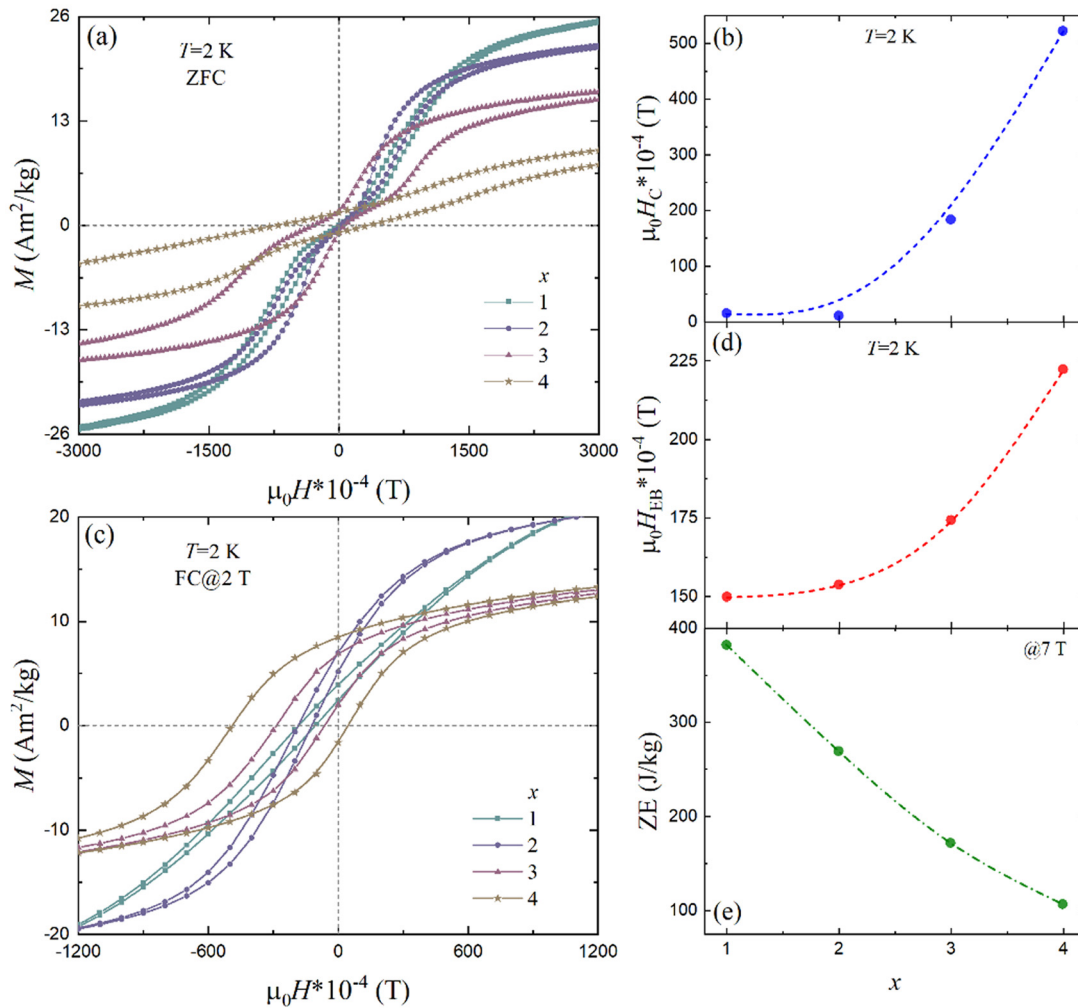 (a)
T=2 K
ZFC
26
13
0
-13
-26
M (Am²/kg)
x
1
2
3
4
-3000 -1500 0 1500 3000
μ₀H*10⁻⁴ (T)
(b)
T=2 K
500
400
300
200
100
0
μ₀H_C*10⁻⁴ (T)
(c)
T=2 K
FC@2 T
20
10
0
-10
-20
M (Am²/kg)
x
1
2
3
4
-1200 -600 0 600 1200
μ₀H*10⁻⁴ (T)
(d)
T=2 K
225
200
175
150
μ₀H_EB*10⁻⁴ (T)
@7 T
400
300
200
100
ZE (J/kg)
(e)
1 2 3 4
x